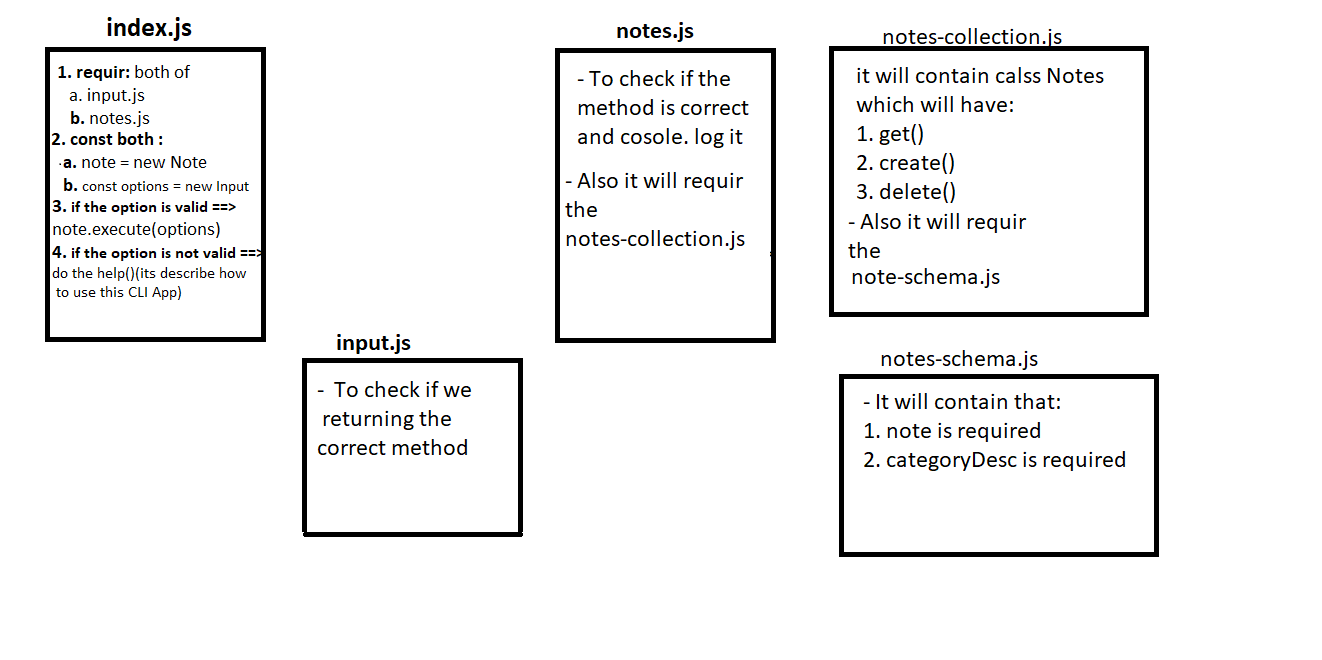 index.js
1. requir: both of
a. input.js
b. notes.js
2. const both :
a. note = new Note
b. const options = new Input
3. if the option is valid ==>
note.execute(options)
4. if the option is not valid ==>
do the help()(its describe how
to use this CLI App)
input.js
- To check if we
returning the
correct method
notes.js
- To check if the
method is correct
and cosole. log it
- Also it will requir
the
notes-collection.js
notes-collection.js
it will contain calss Notes
which will have:
1. get()
2. create()
3. delete()
- Also it will requir
the
note-schema.js
notes-schema.js
- It will contain that:
1. note is required
2. categoryDesc is required